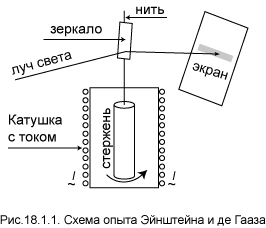 нить
зеркало
луч света
экран
Катушка
с током
стержень
I
~
I
~
Рис.18.1.1. Схема опыта Эйнштейна и де Гааза